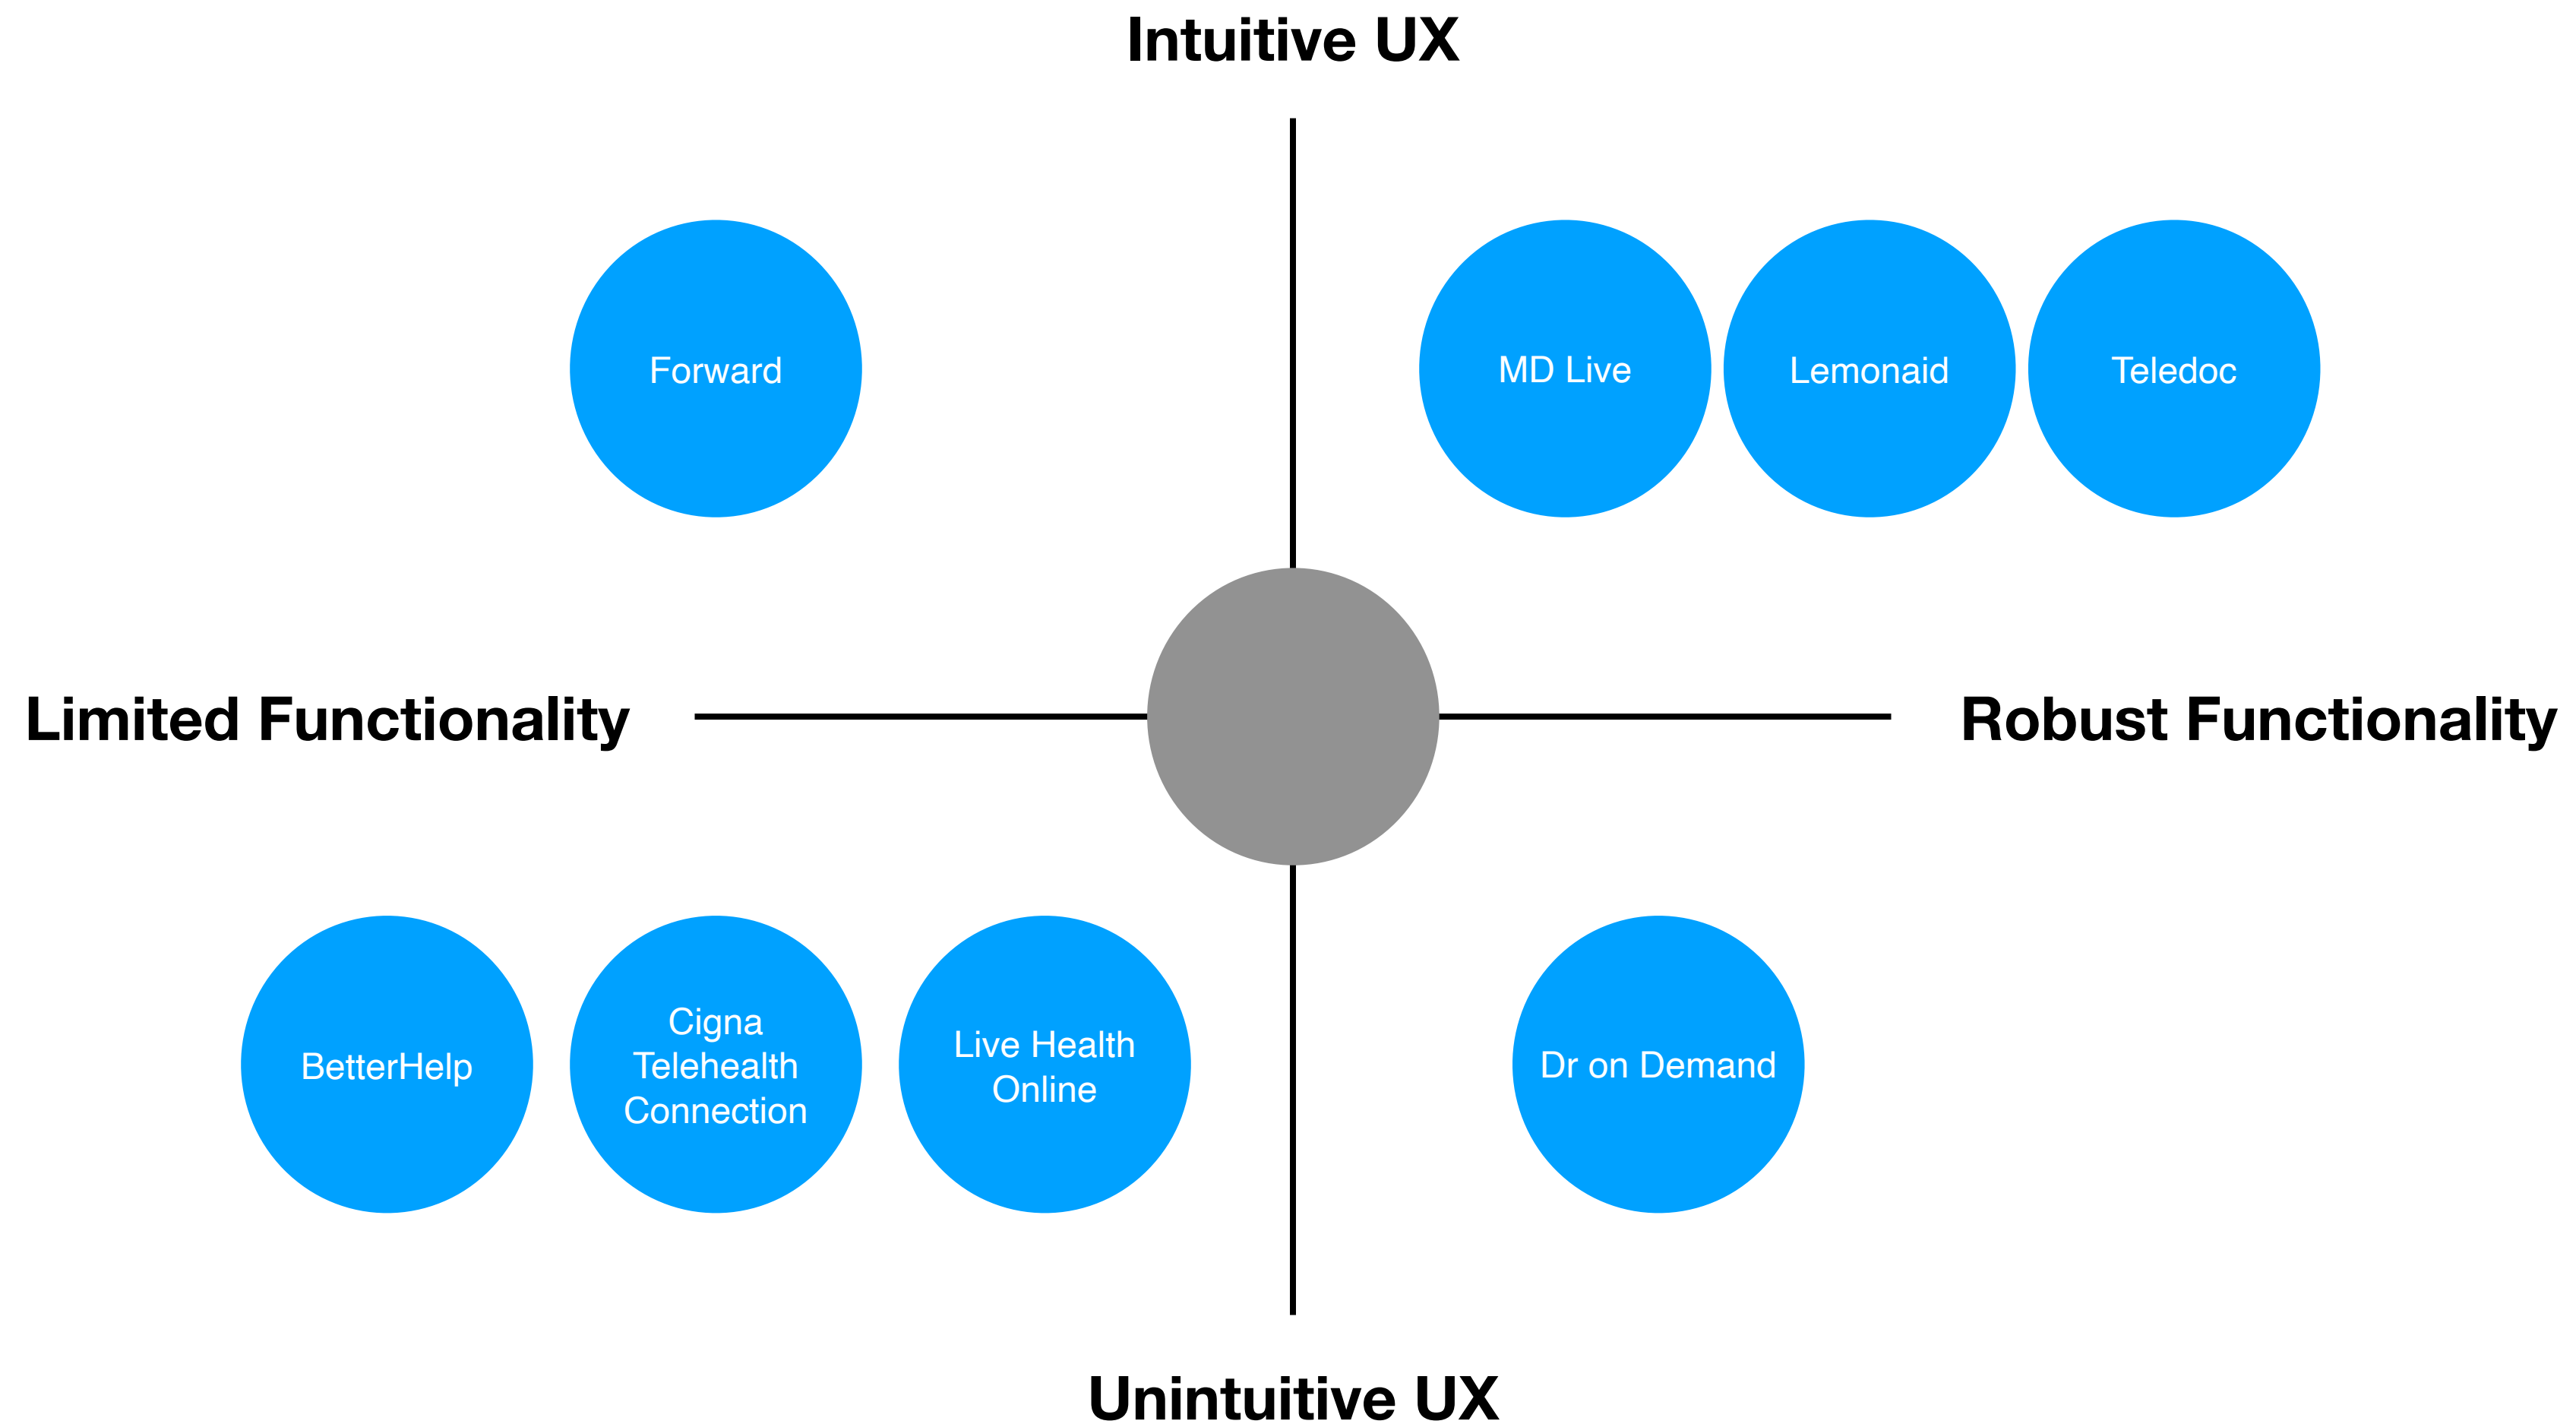 Intuitive UX
Forward
MD Live
Lemonaid
Teledoc
Limited Functionality
Robust Functionality
BetterHelp
Cigna
Telehealth
Connection
Live Health
Online
Dr on Demand
Unintuitive UX